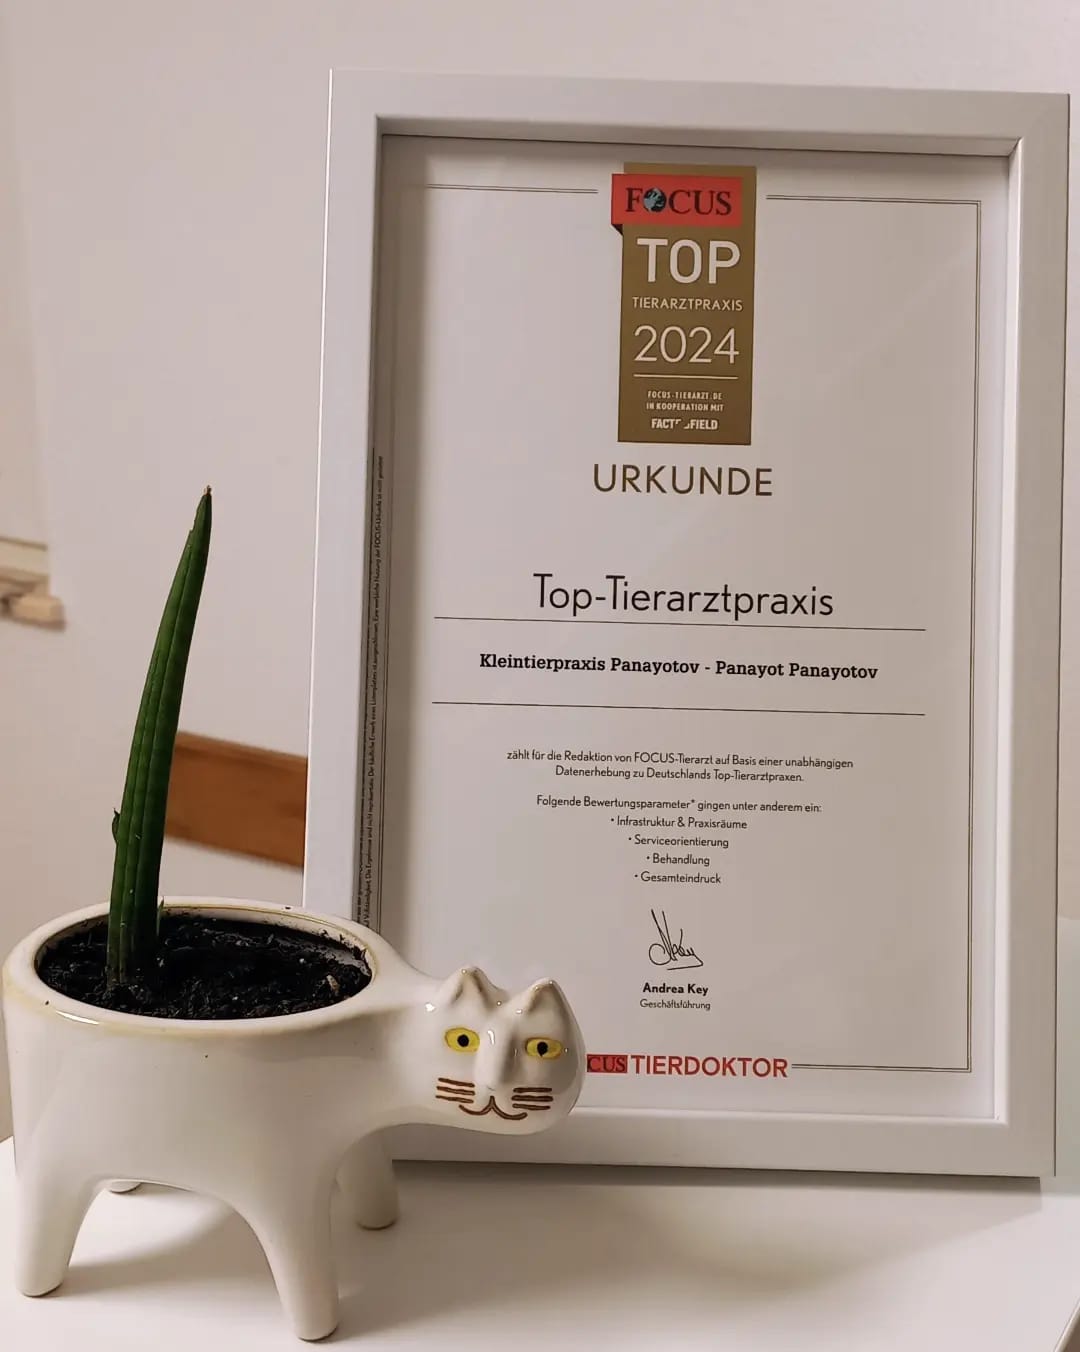 FOCUS
TOP
TIERARZTPRAXIS
2024
FOCUS-TIERARZT.DE
IN KOOPERATION MIT
FACTFIELD
URKUNDE
Top-Tierarztpraxis
Kleintierpraxis Panayotov - Panayot Panayotov
zählt für die Redaktion von FOCUS-Tierarzt auf Basis einer unabhängigen
Datenerhebung zu Deutschlands Top-Tierarztpraxen.
Folgende Bewertungsparameter* gingen unter anderem ein:
• Infrastruktur & Praxisräume
• Serviceorientierung
• Behandlung
• Gesamteindruck
Andrea Key
Geschäftsführung
CUS TIERDOKTOR